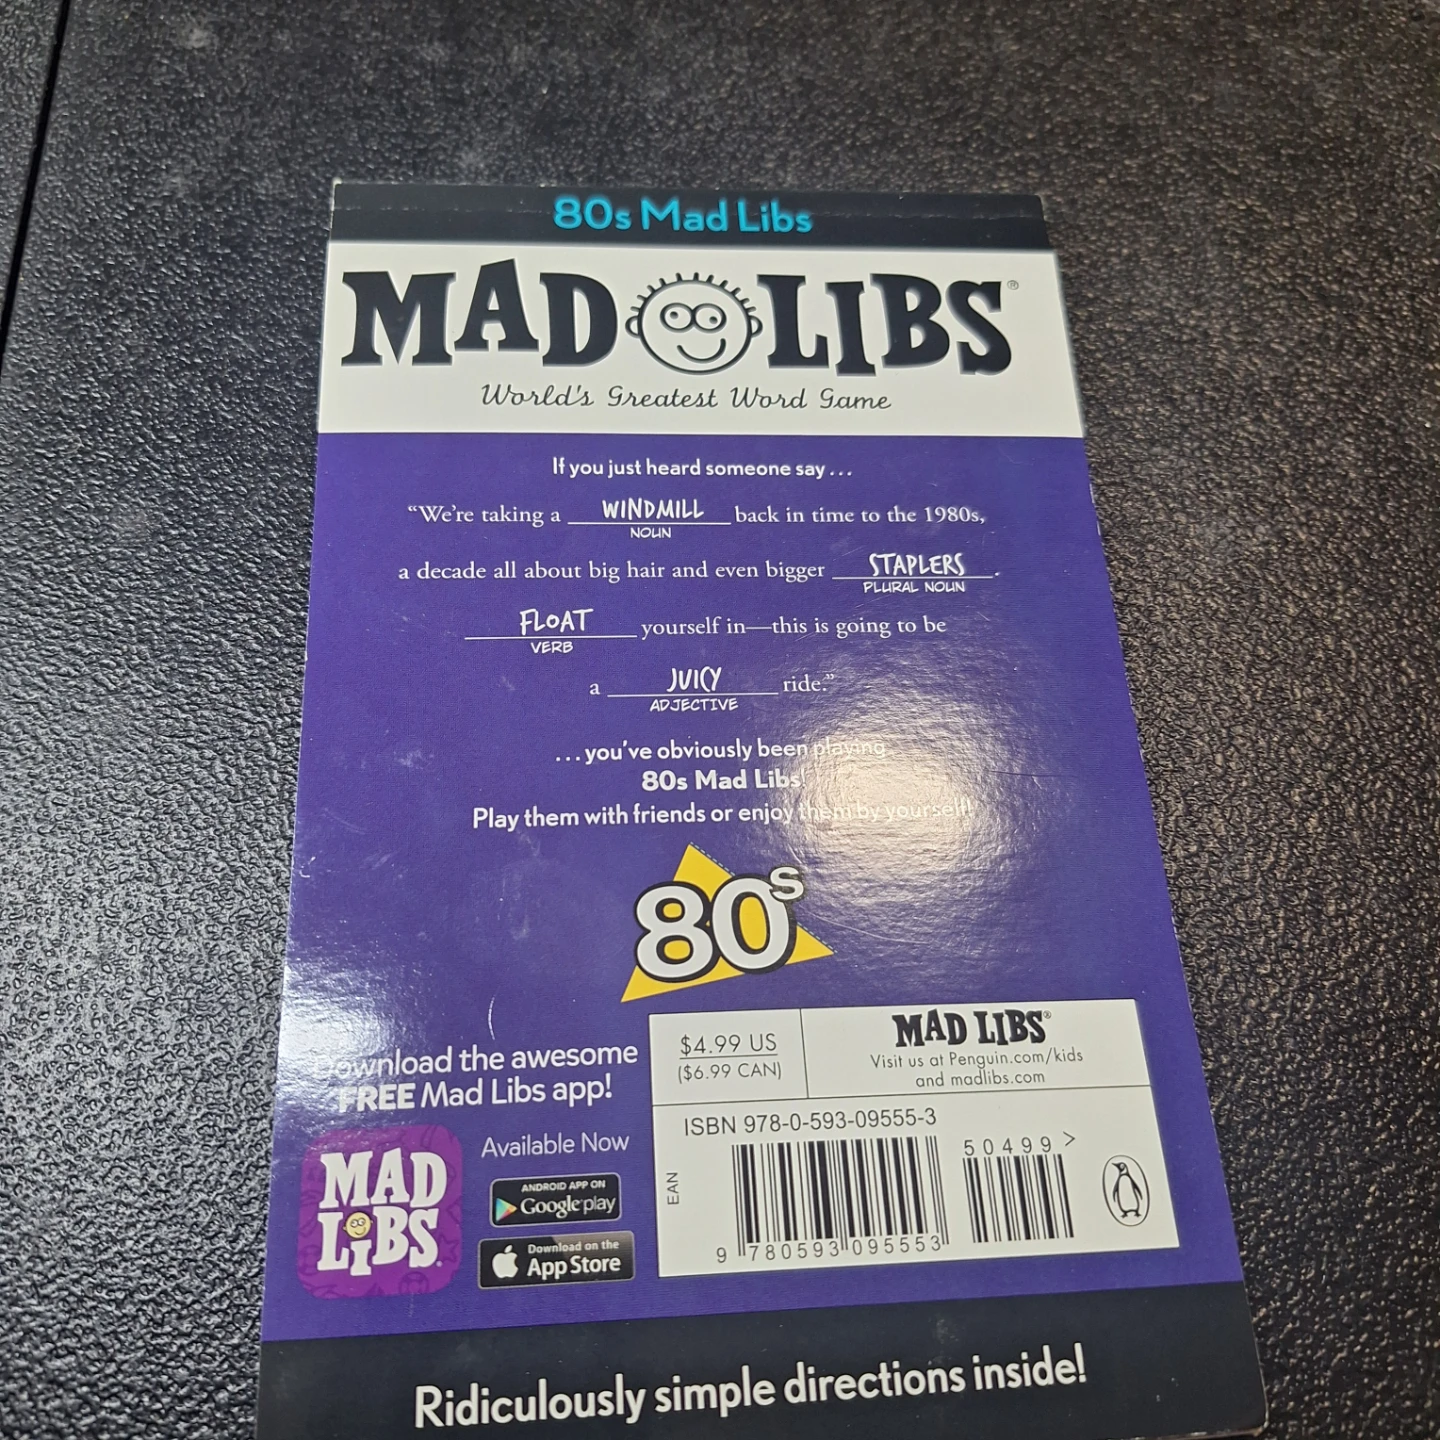 80s Mad Libs
MAD LIBS®
World's Greatest Word Game
If you just heard someone say...
“We're taking a WINDMILL back in time to the 1980s,
NOUN
a decade all about big hair and even bigger STAPLERS.
PLURAL NOUN
FLOAT yourself in—this is going to be
VERB
a JUICY ride.”
ADJECTIVE
...you've obviously been playing
80s Mad Libs!
Play them with friends or enjoy them by yourself!
80s
Download the awesome
FREE Mad Libs app!
Available Now
MAD
LIBS.
ANDROID APP ON
Google play
Download on the
App Store
$4.99 US
($6.99 CAN)
MAD LIBS®
Visit us at Penguin.com/kids
and madlibs.com
ISBN 978-0-593-09555-3
50499>
EAN
9 780593 095553
Ridiculously simple directions inside!